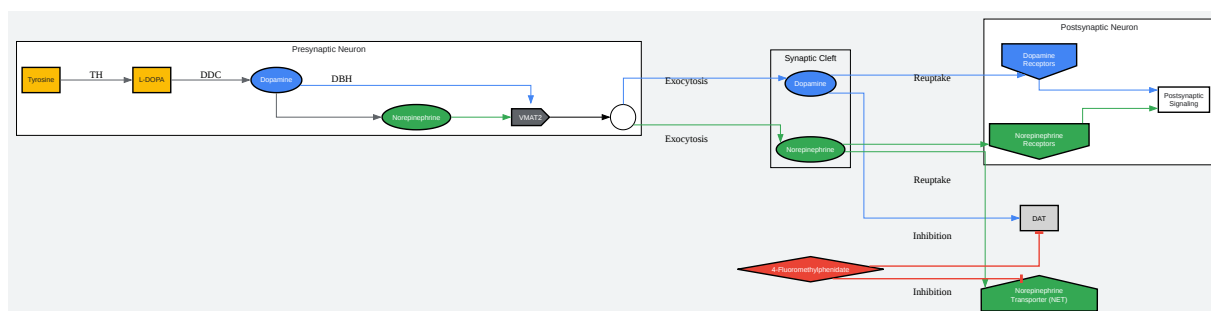 Presynaptic Neuron
Tyrosine
TH
L-DOPA
DDC
Dopamine
DBH
Norepinephrine
VMAT2
Exocytosis
Exocytosis
Synaptic Cleft
Dopamine
Norepinephrine
Reuptake
Reuptake
Inhibition
Inhibition
Postsynaptic Neuron
Dopamine
Receptors
Norepinephrine
Receptors
Postsynaptic
Signaling
DAT
4-Fluoromethylphenidate
Norepinephrine
Transporter (NET)